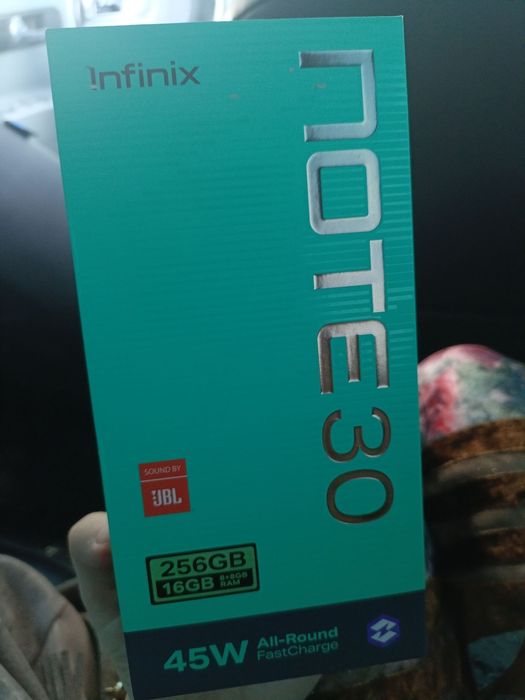 Infinix
NOTE 30
SOUND BY
JBL
256GB
16GB 8+8GB
RAM
45W All-Round
FastCharge